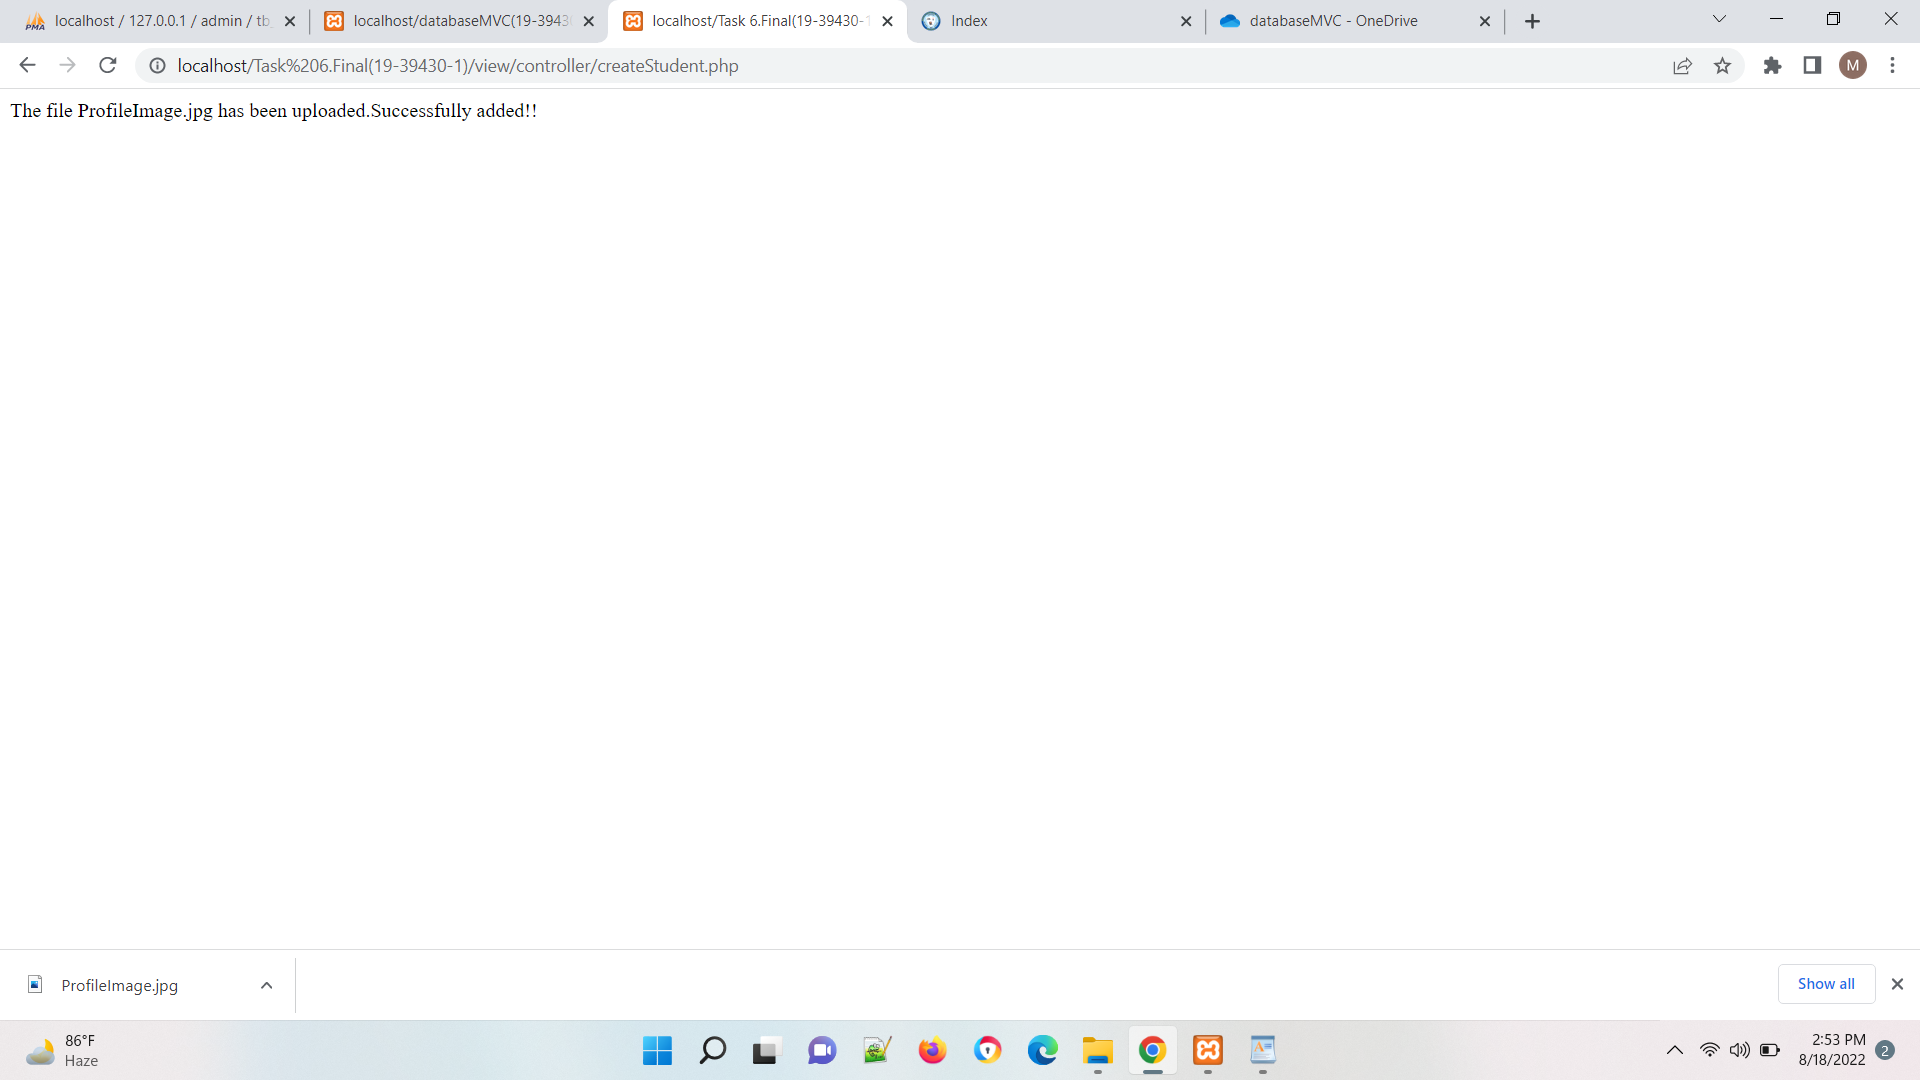 localhost / 127.0.0.1 / admin / tb
localhost/databaseMVC(19-3943
localhost/Task 6.Final(19-39430-1
Index
databaseMVC - OneDrive
localhost/Task%206.Final(19-39430-1)/view/controller/createStudent.php
M
The file ProfileImage.jpg has been uploaded.Successfully added!!
ProfileImage.jpg
Show all
86°F
Haze
2:53 PM
8/18/2022
2